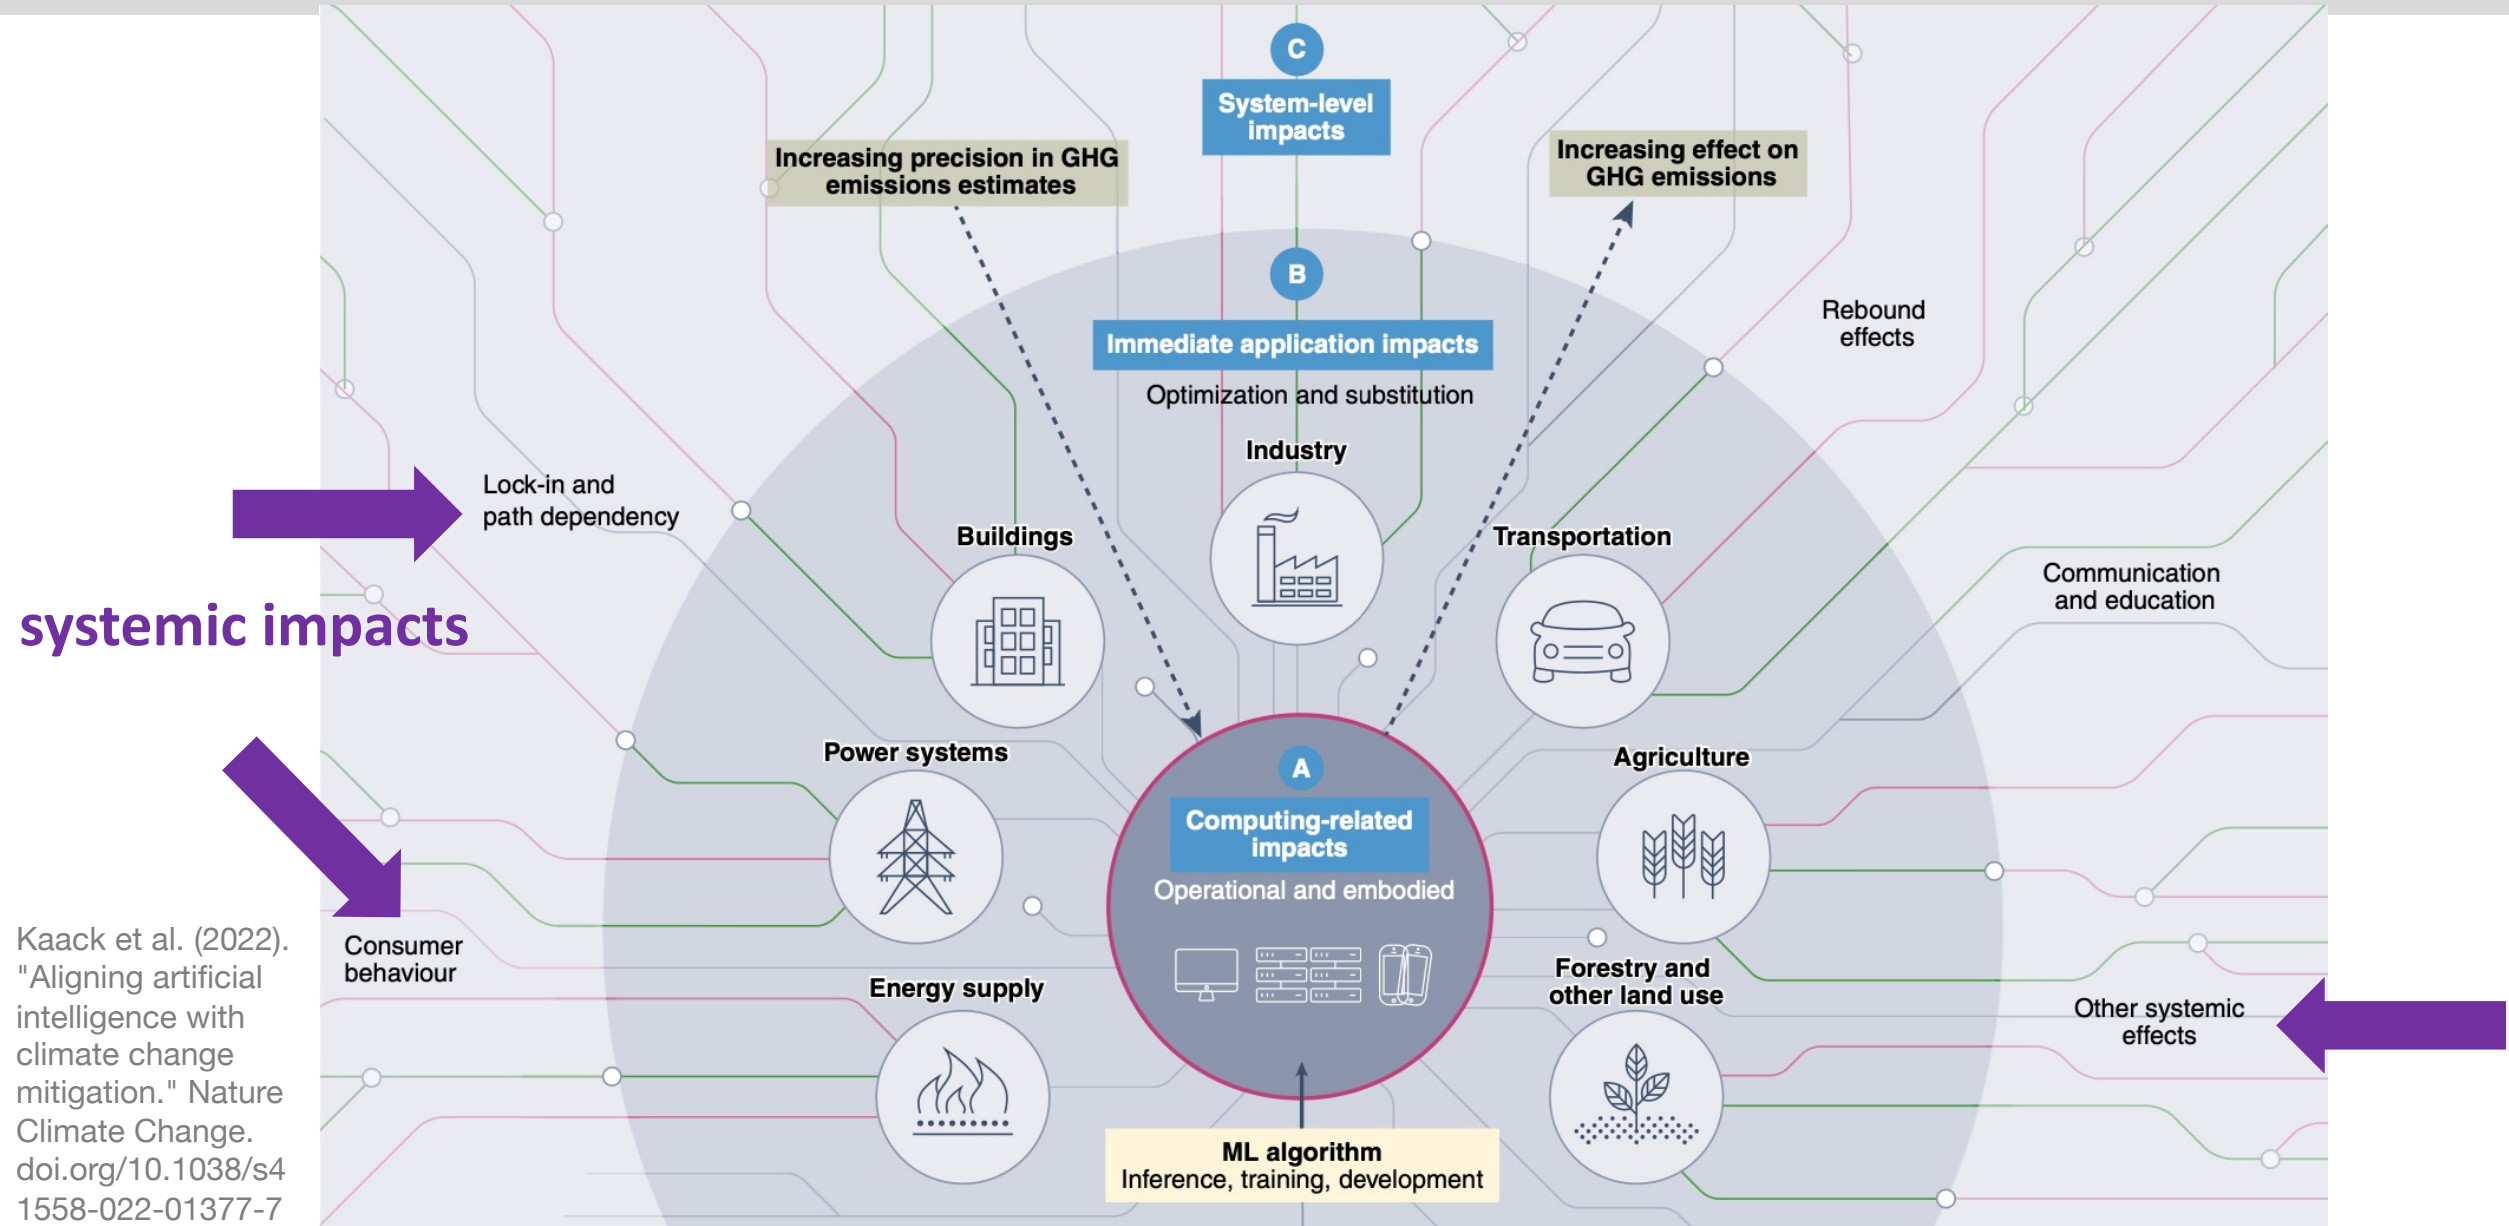 C
System-level
impacts
Increasing precision in GHG
emissions estimates
Increasing effect on
GHG emissions
B
Immediate application impacts
Optimization and substitution
Rebound
effects
Industry
Lock-in and
path dependency
Buildings
Transportation
Communication
and education
systemic impacts
Power systems
Agriculture
A
Computing-related
impacts
Operational and embodied
Consumer
behaviour
Energy supply
Forestry and
other land use
Other systemic
effects
ML algorithm
Inference, training, development
Kaack et al. (2022).
"Aligning artificial
intelligence with
climate change
mitigation." Nature
Climate Change.
doi.org/10.1038/s4
1558-022-01377-7